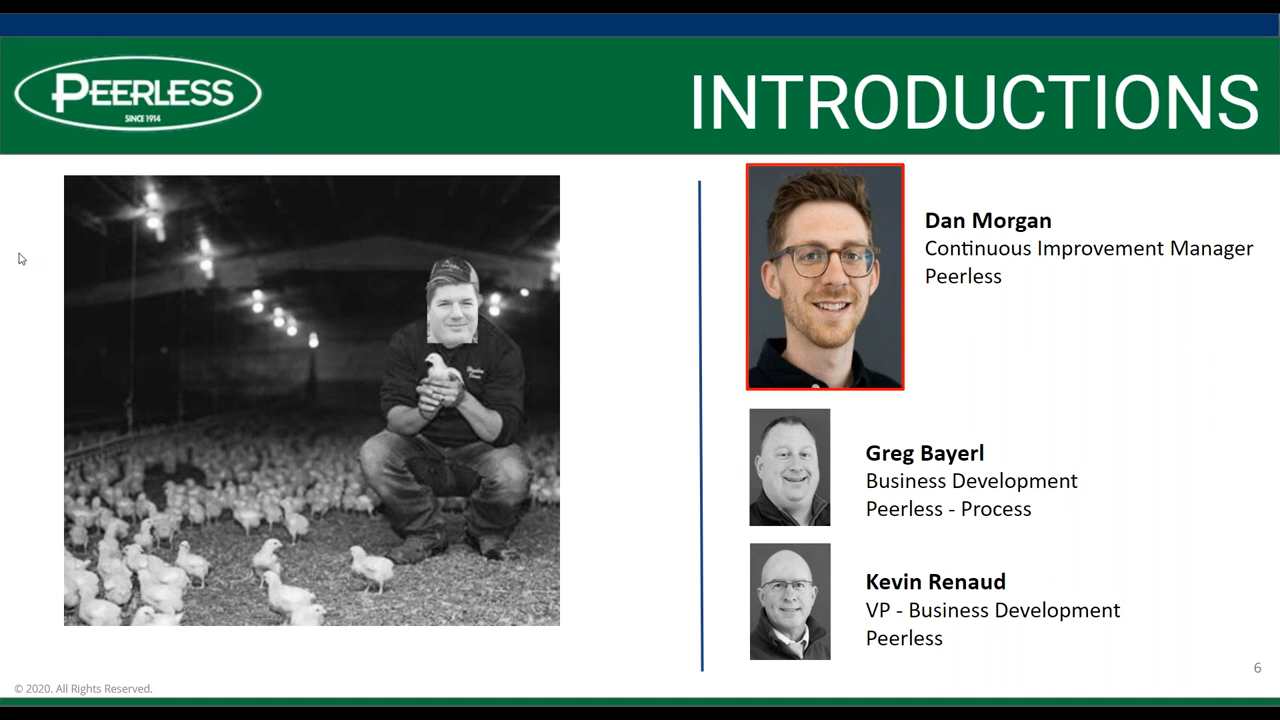 PEERLESS
SINCE 1914
INTRODUCTIONS
Dan Morgan
Continuous Improvement Manager
Peerless
Greg Bayerl
Business Development
Peerless - Process
Kevin Renaud
VP - Business Development
Peerless
6
© 2020. All Rights Reserved.